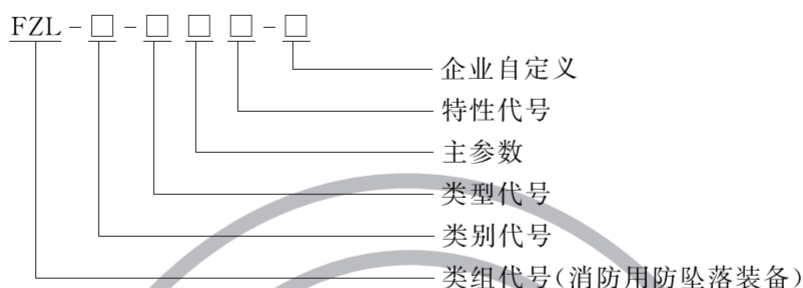 FZL-□-□□□-□
企业自定义
特性代号
主参数
类型代号
类别代号
类组代号(消防用防坠落装备)